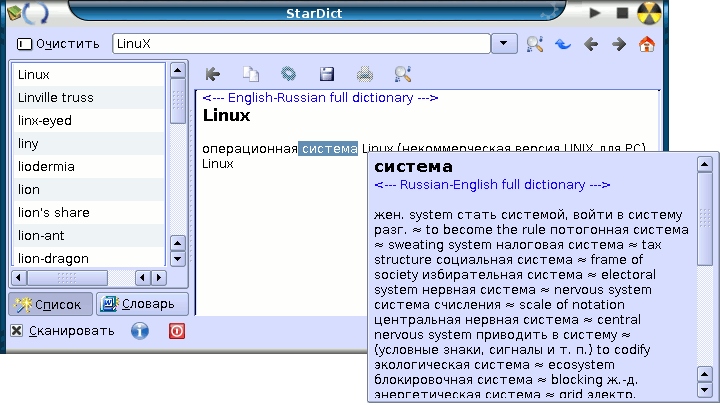 StarDict
Очистить
LinuX
Linux
Linville truss
linx-eyed
liny
liodermia
lion
lion's share
lion-ant
lion-dragon
<--- English-Russian full dictionary --->
Linux
операционная система Linux (некоммерческая версия UNIX для PC)
Linux
система
<--- Russian-English full dictionary --->
жен. system стать системой, войти в систему
разг. ≈ to become the rule потогонная система
≈ sweating system налоговая система ≈ tax
structure социальная система ≈ frame of
society избирательная система ≈ electoral
system нервная система ≈ nervous system
система счисления ≈ scale of notation
центральная нервная система ≈ central
nervous system приводить в систему ≈
(условные знаки, сигналы и т. п.) to codify
экологическая система ≈ ecosystem
блокировочная система ≈ blocking ж.-д.
энергетическая система ≈ grid электр.
Список
Словарь
Сканировать